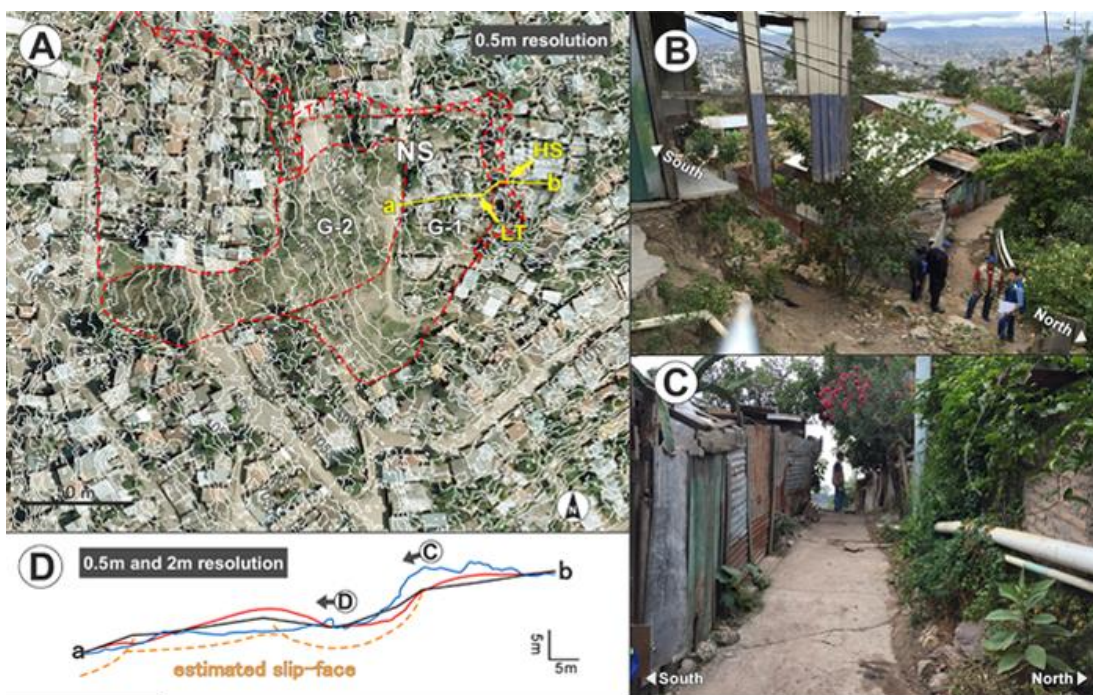 A
0.5m resolution
NS
HS
b
a
G-2
G-1
LT
0 m
N
B
South
North
C
South
North
D
0.5m and 2m resolution
C
b
D
a
estimated slip-face
5m
5m